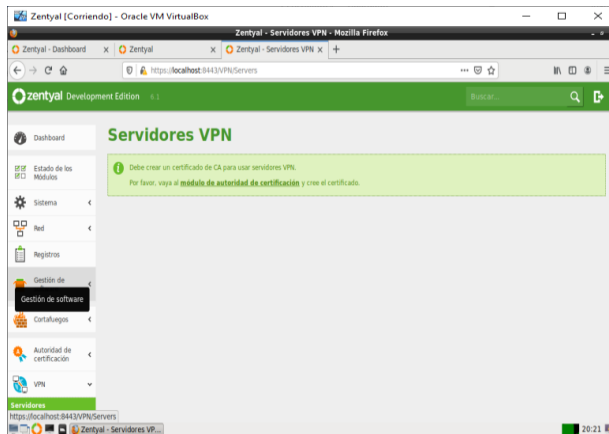 Zentyal [Corriendo] - Oracle VM VirtualBox
Zentyal - Servidores VPN - Mozilla Firefox
Zentyal - Dashboard
Zentyal
Zentyal - Servidores VPN
https://localhost:8443/VPN/Servers
zentyal Development Edition 6.1
Buscar...
Dashboard
Estado de los
Módulos
Sistema
Red
Registros
Gestión de
Gestión de software
Cortafuegos
Autoridad de
certificación
VPN
Servidores
Servidores VPN
Debe crear un certificado de CA para usar servidores VPN.
Por favor, vaya al módulo de autoridad de certificación y cree el certificado.
https://localhost:8443/VPN/Servers
Zentyal - Servidores VP...
20:21